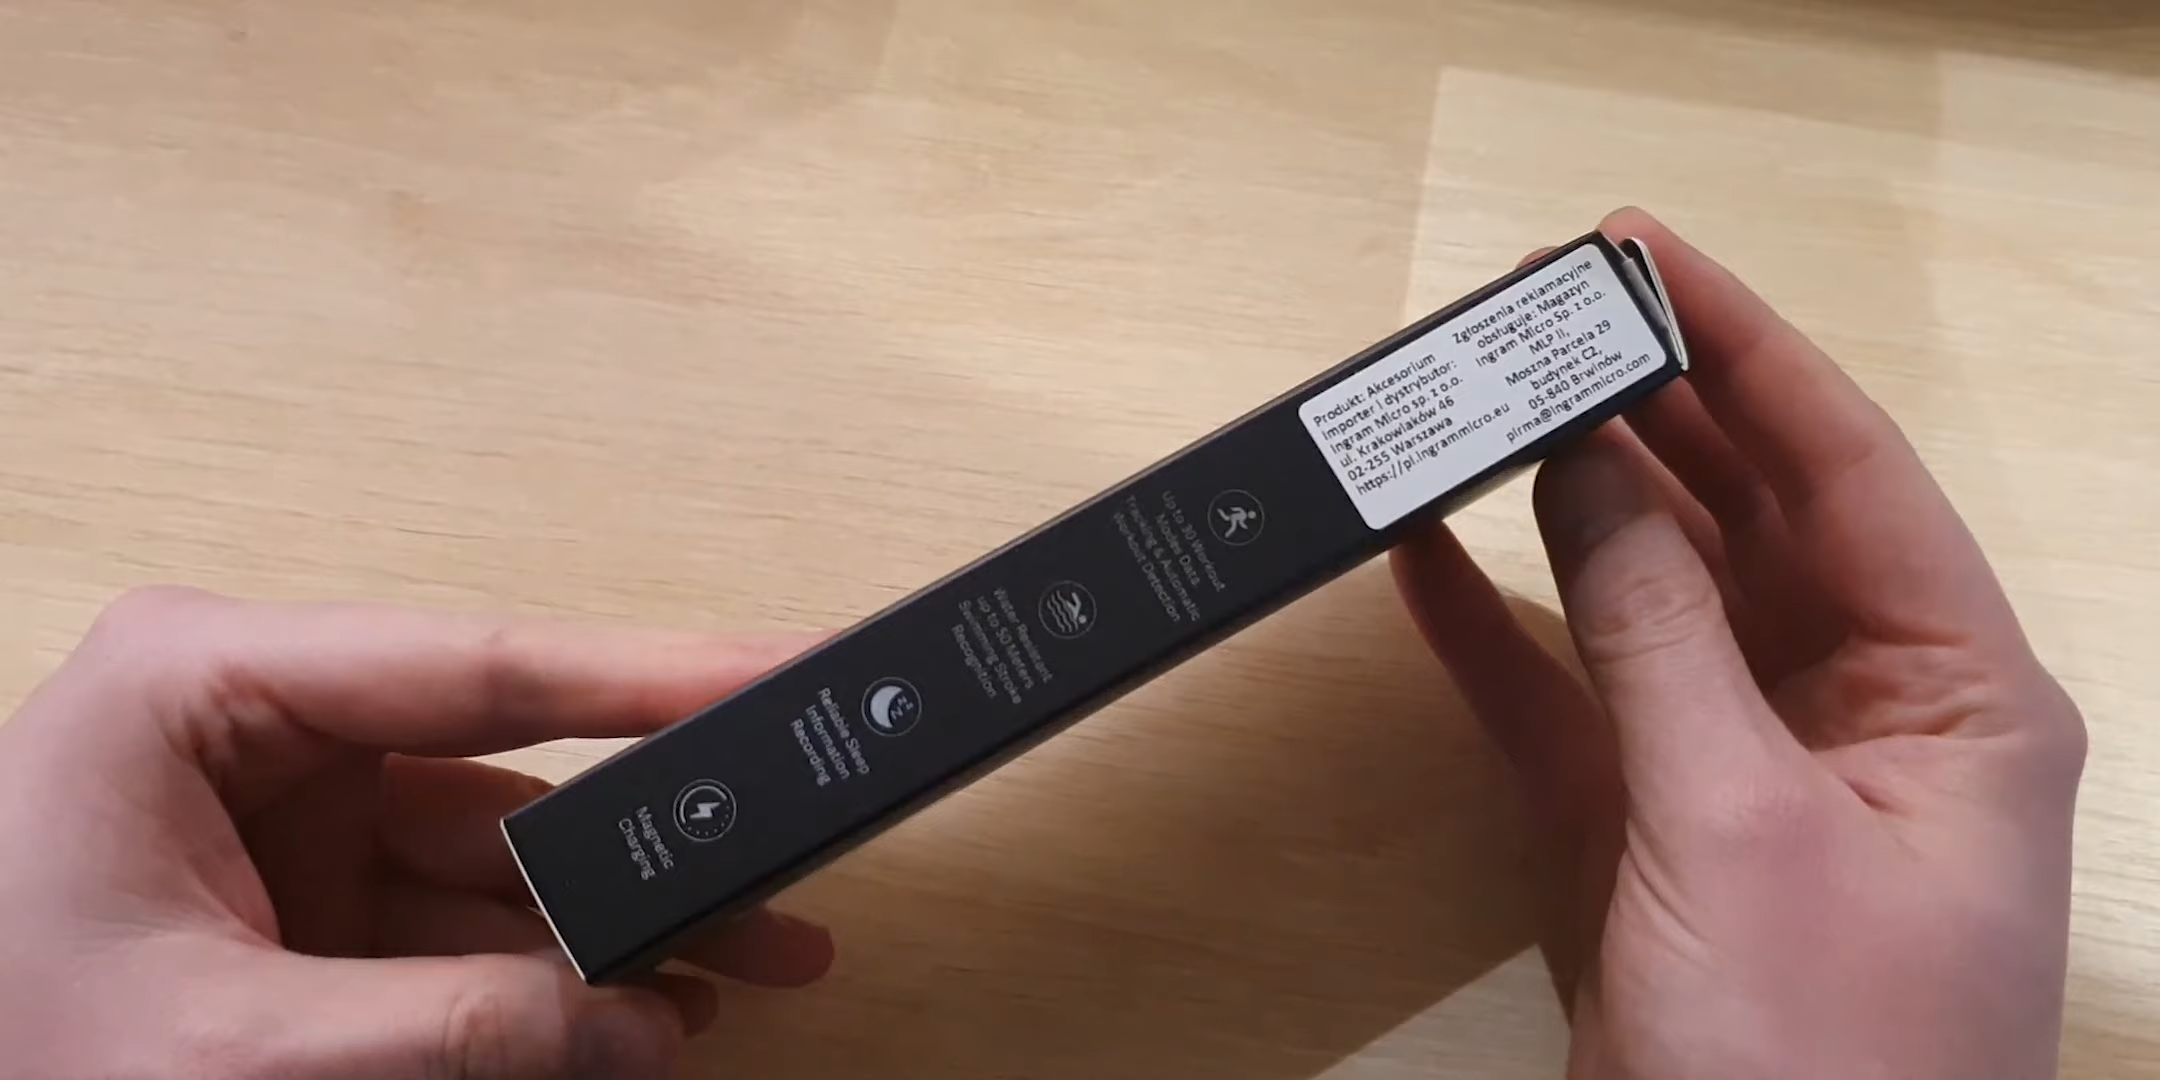 Produkt: Akcesorium
Importer i dystrybutor:
Ingram Micro sp. z o.o.
ul. Krakowiaków 46
02-255 Warszawa
https://pl.ingrammicro.eu
Zgłoszenia reklamacyjne
obsługuje: Magazyn
Ingram Micro Sp. z o.o.
MLP II,
Moszna Parcela 29
budynek C2,
05-840 Brwinów
plrma@ingrammicro.com
Up to 30 Workout
Modes Data
Tracking & Automatic
Workout Detection
Water Resistant
up to 50 Meters
Swimming Stroke
Recognition
Reliable Sleep
Information
Recording
Magnetic
Charging